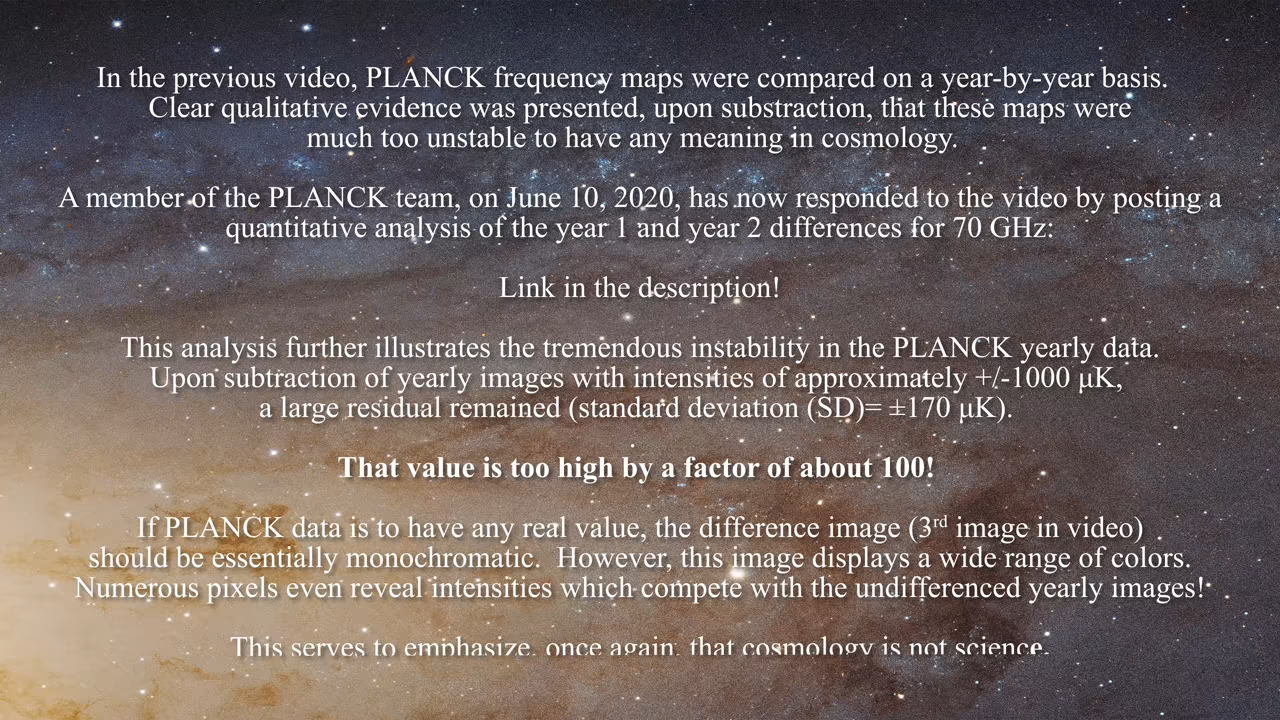 In the previous video, PLANCK frequency maps were compared on a year-by-year basis.
Clear qualitative evidence was presented, upon substraction, that these maps were
much too unstable to have any meaning in cosmology.
A member of the PLANCK team, on June 10, 2020, has now responded to the video by posting a
quantitative analysis of the year 1 and year 2 differences for 70 GHz:
Link in the description!
This analysis further illustrates the tremendous instability in the PLANCK yearly data.
Upon subtraction of yearly images with intensities of approximately +/-1000 μK,
a large residual remained (standard deviation (SD)= ±170 μK).
That value is too high by a factor of about 100!
If PLANCK data is to have any real value, the difference image (3rd image in video)
should be essentially monochromatic.  However, this image displays a wide range of colors.
Numerous pixels even reveal intensities which compete with the undifferenced yearly images!
This serves to emphasize, once again, that cosmology is not science.